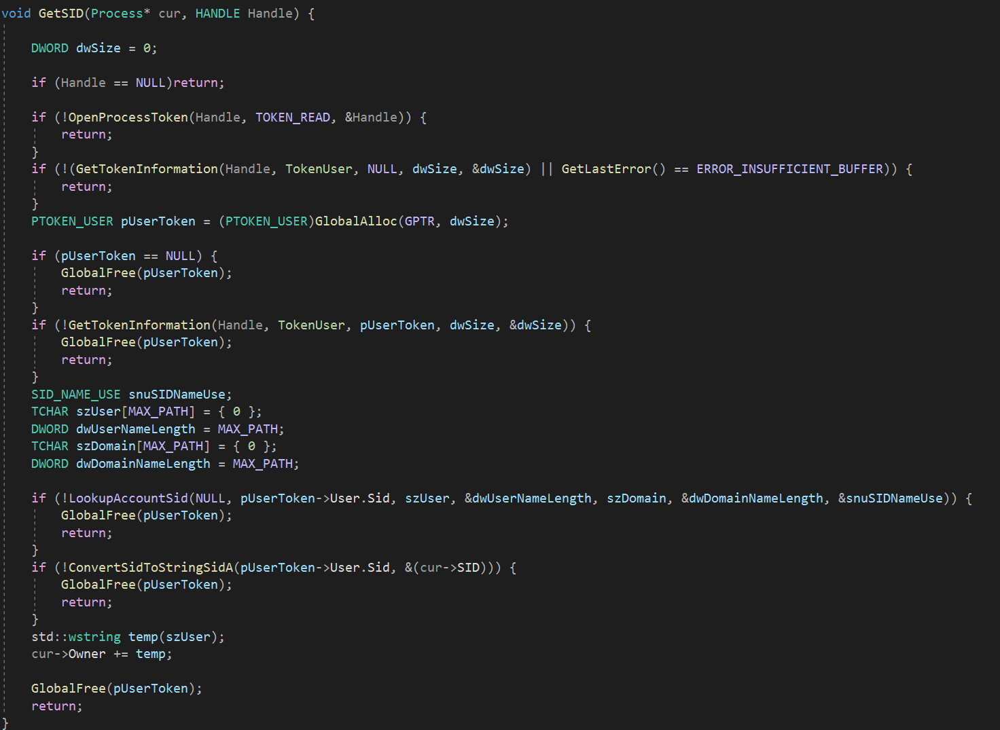 void GetSID(Process* cur, HANDLE Handle) {
DWORD dwSize = 0;
if (Handle == NULL)return;
if (!OpenProcessToken(Handle, TOKEN_READ, &Handle)) {
return;
}
if (!(GetTokenInformation(Handle, TokenUser, NULL, dwSize, &dwSize) || GetLastError() == ERROR_INSUFFICIENT_BUFFER)) {
return;
}
PTOKEN_USER pUserToken = (PTOKEN_USER)GlobalAlloc(GPTR, dwSize);
if (pUserToken == NULL) {
GlobalFree(pUserToken);
return;
}
if (!GetTokenInformation(Handle, TokenUser, pUserToken, dwSize, &dwSize)) {
GlobalFree(pUserToken);
return;
}
SID_NAME_USE snuSIDNameUse;
TCHAR szUser[MAX_PATH] = { 0 };
DWORD dwUserNameLength = MAX_PATH;
TCHAR szDomain[MAX_PATH] = { 0 };
DWORD dwDomainNameLength = MAX_PATH;
if (!LookupAccountSid(NULL, pUserToken->User.Sid, szUser, &dwUserNameLength, szDomain, &dwDomainNameLength, &snuSIDNameUse)) {
GlobalFree(pUserToken);
return;
}
if (!ConvertSidToStringSidA(pUserToken->User.Sid, &(cur->SID))) {
GlobalFree(pUserToken);
return;
}
std::wstring temp(szUser);
cur->Owner += temp;
GlobalFree(pUserToken);
return;
}